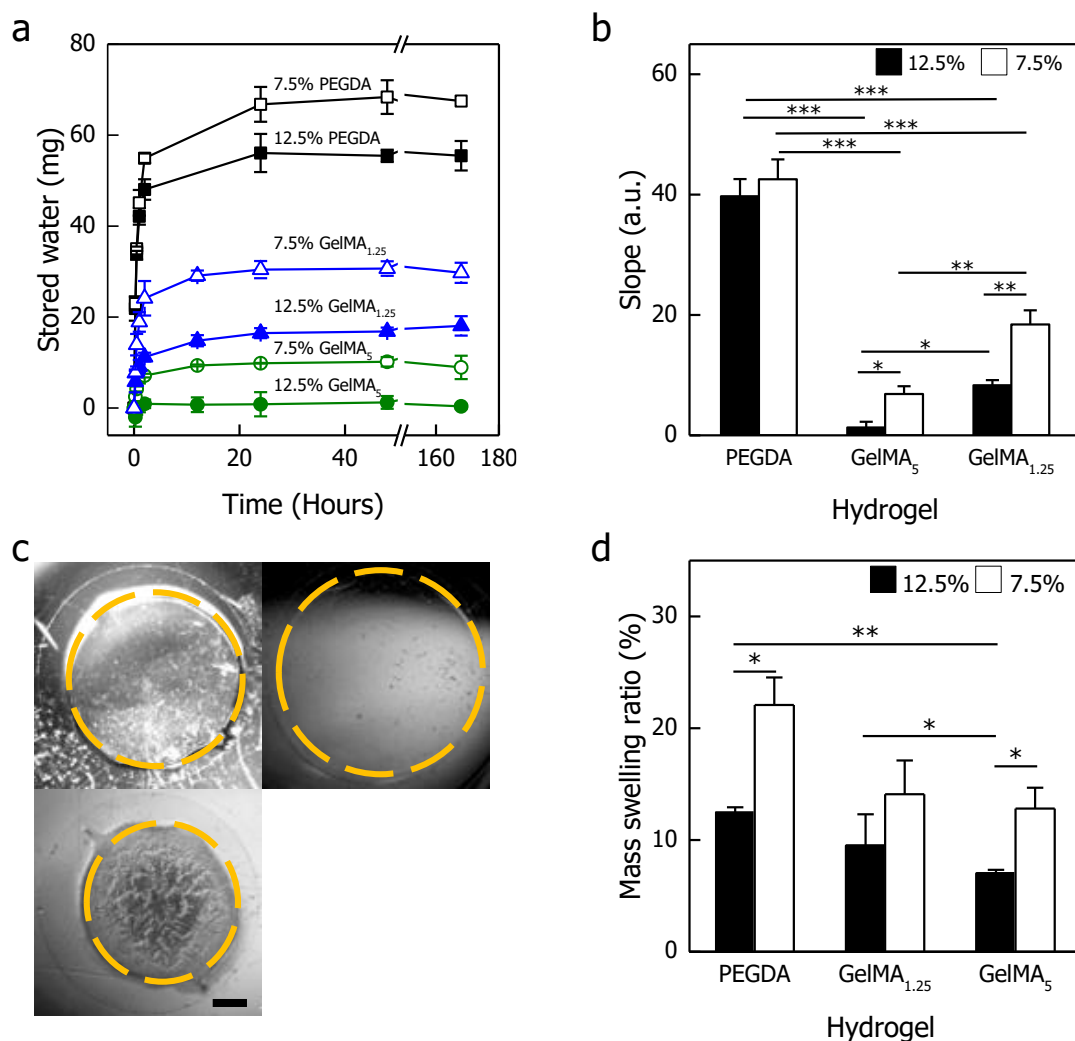 a
80
60
40
20
0
Stored water (mg)
7.5% PEGDA
12.5% PEGDA
7.5% GelMA1.25
12.5% GelMA1.25
7.5% GelMA5
12.5% GelMA5
0 20 40 160 180
Time (Hours)
b
12.5% 7.5%
60
40
20
0
Slope (a.u.)
***
***
***
***
**
**
*
*
PEGDA GelMA5 GelMA1.25
Hydrogel
c
d
12.5% 7.5%
30
20
10
0
Mass swelling ratio (%)
**
*
*
*
PEGDA GelMA1.25 GelMA5
Hydrogel